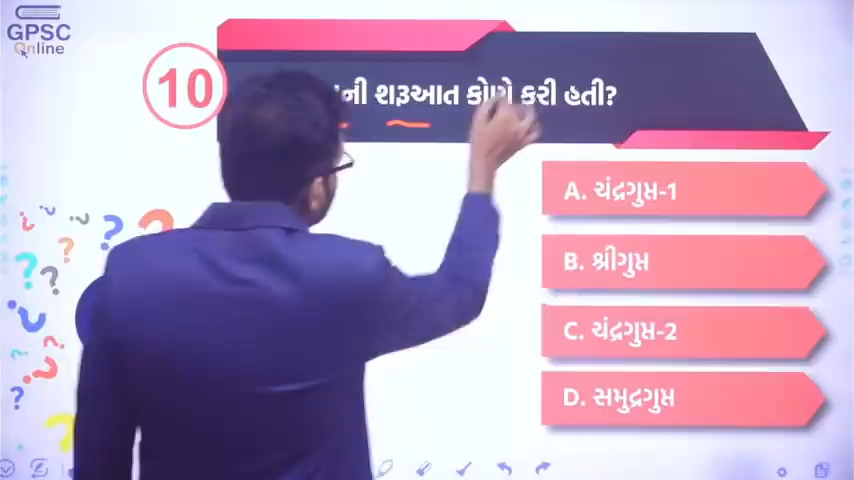 GPSC
Online
10
શરૂઆત કોણે કરી હતી?
A. ચંદ્રગુપ્ત-1
B. શ્રીગુપ્ત
C. ચંદ્રગુપ્ત-2
D. સમુદ્રગુપ્ત